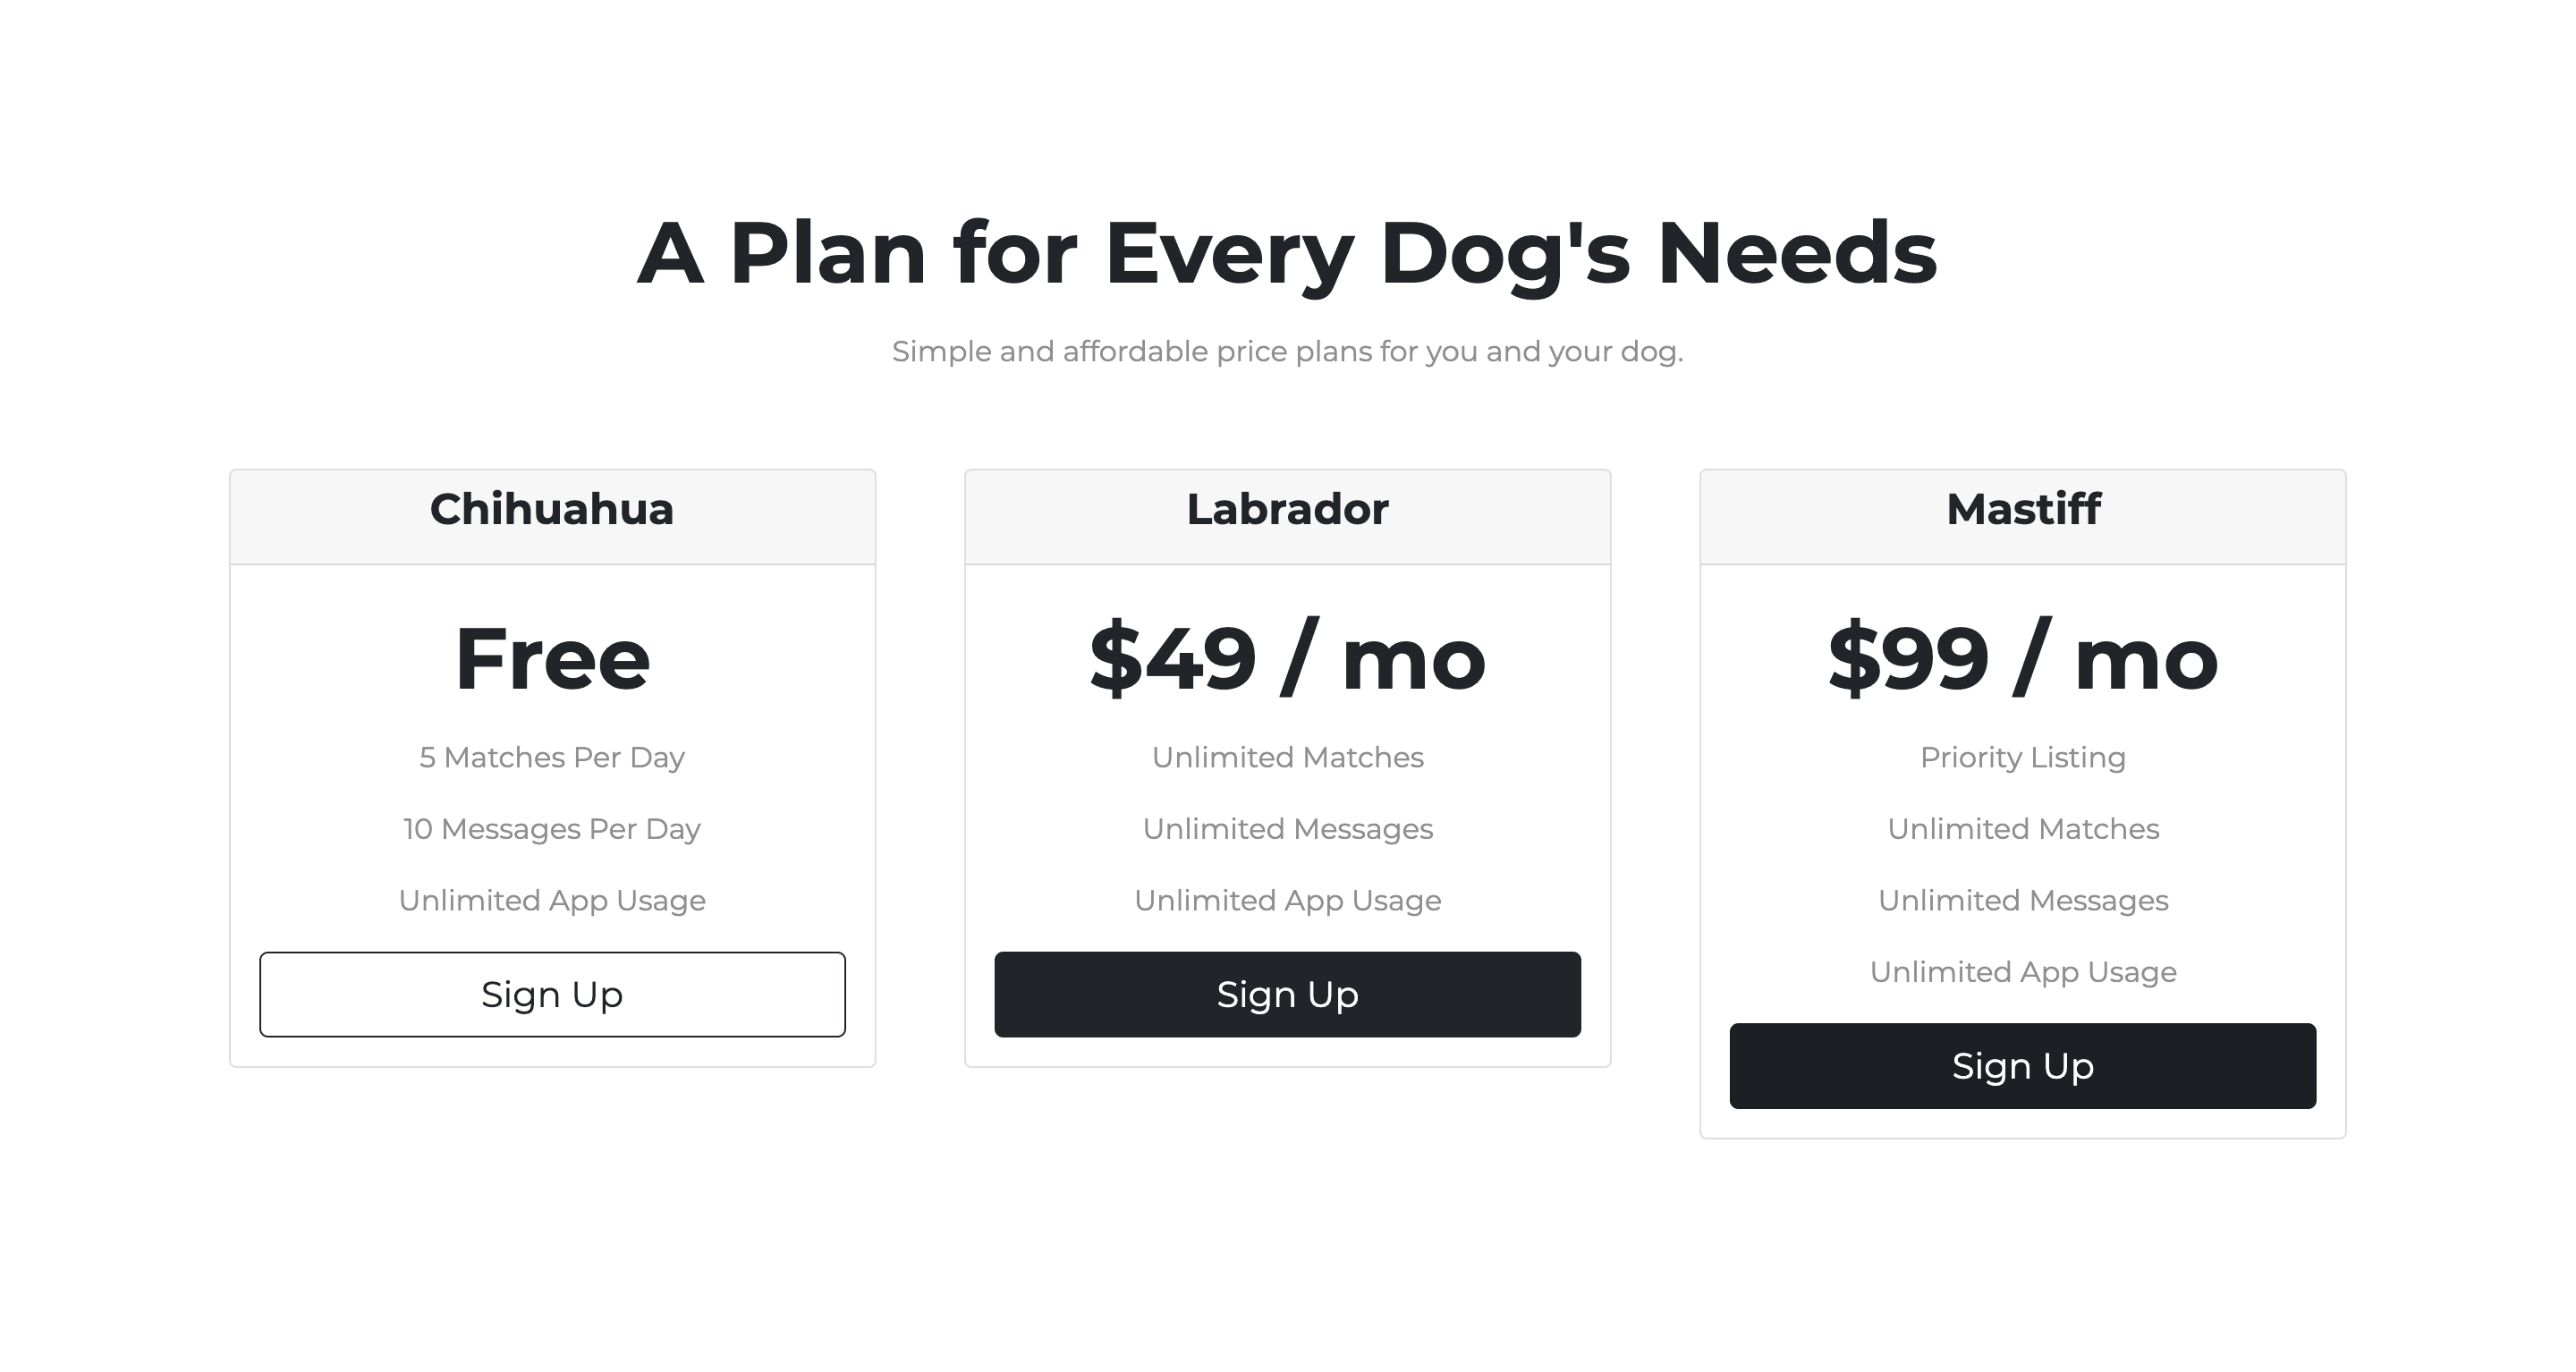 A Plan for Every Dog's Needs
Simple and affordable price plans for you and your dog.
Chihuahua
Free
5 Matches Per Day
10 Messages Per Day
Unlimited App Usage
Sign Up
Labrador
$49 / mo
Unlimited Matches
Unlimited Messages
Unlimited App Usage
Sign Up
Mastiff
$99 / mo
Priority Listing
Unlimited Matches
Unlimited Messages
Unlimited App Usage
Sign Up